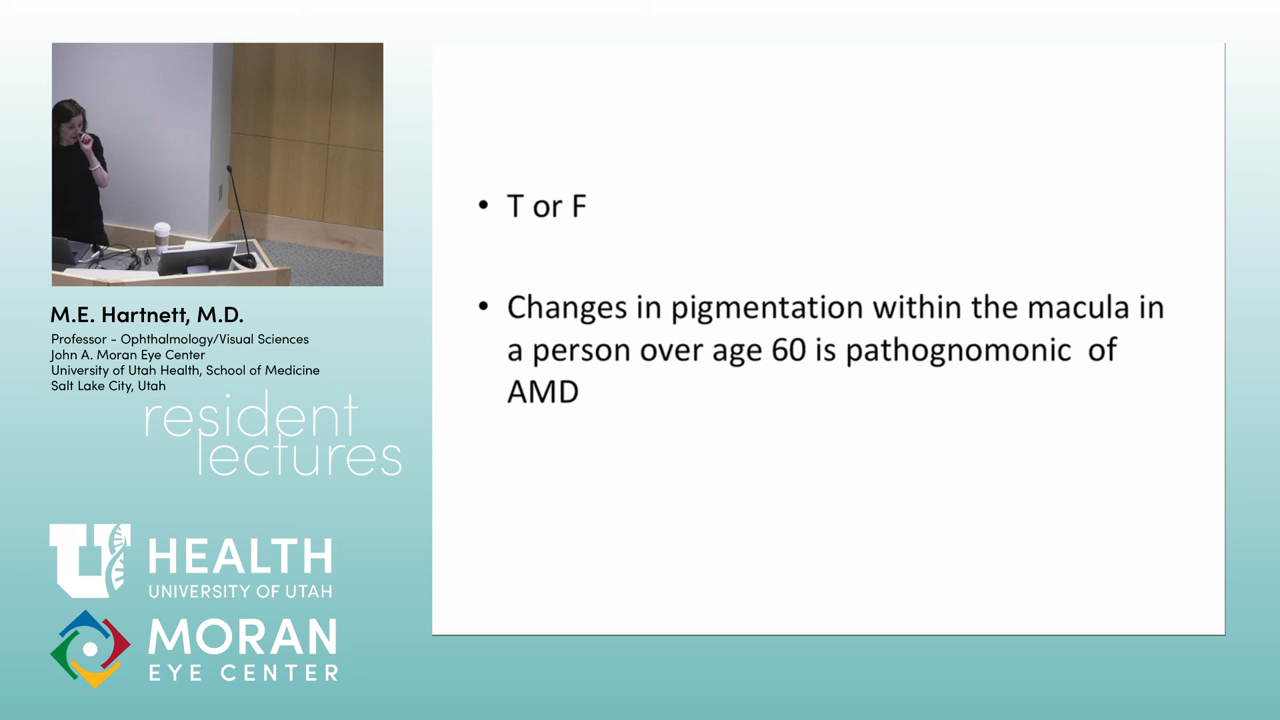 M.E. Hartnett, M.D.
Professor - Ophthalmology/Visual Sciences
John A. Moran Eye Center
University of Utah Health, School of Medicine
Salt Lake City, Utah
resident
lectures
U HEALTH
UNIVERSITY OF UTAH
MORAN
EYE CENTER
• T or F
• Changes in pigmentation within the macula in
a person over age 60 is pathognomonic of
AMD